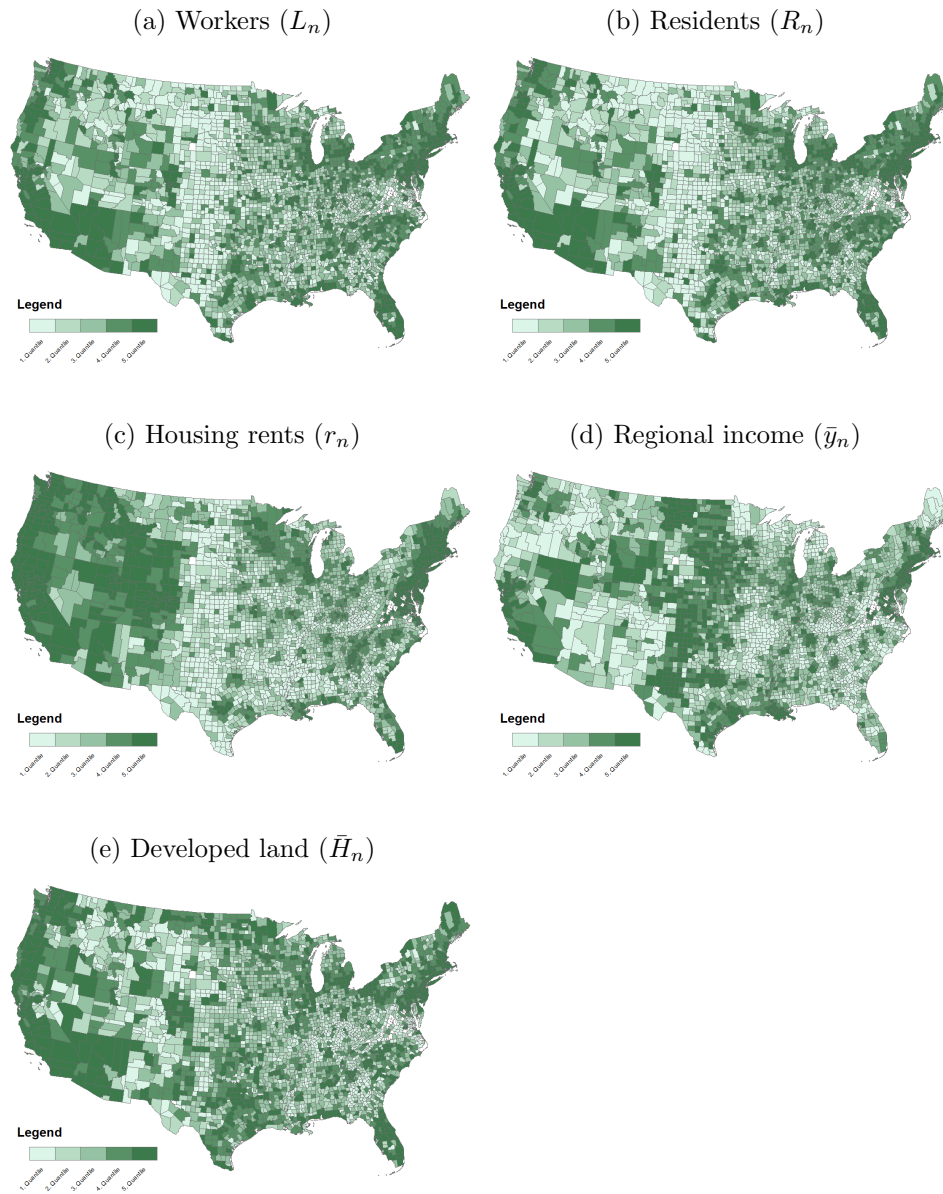 (a) Workers (Lₙ)
(b) Residents (Rₙ)
Legend
1. Quantile
2. Quantile
3. Quantile
4. Quantile
5. Quantile
Legend
1. Quantile
2. Quantile
3. Quantile
4. Quantile
5. Quantile
(c) Housing rents (rₙ)
(d) Regional income (ȳₙ)
Legend
1. Quantile
2. Quantile
3. Quantile
4. Quantile
5. Quantile
Legend
1. Quantile
2. Quantile
3. Quantile
4. Quantile
5. Quantile
(e) Developed land (H̄ₙ)
Legend
1. Quantile
2. Quantile
3. Quantile
4. Quantile
5. Quantile